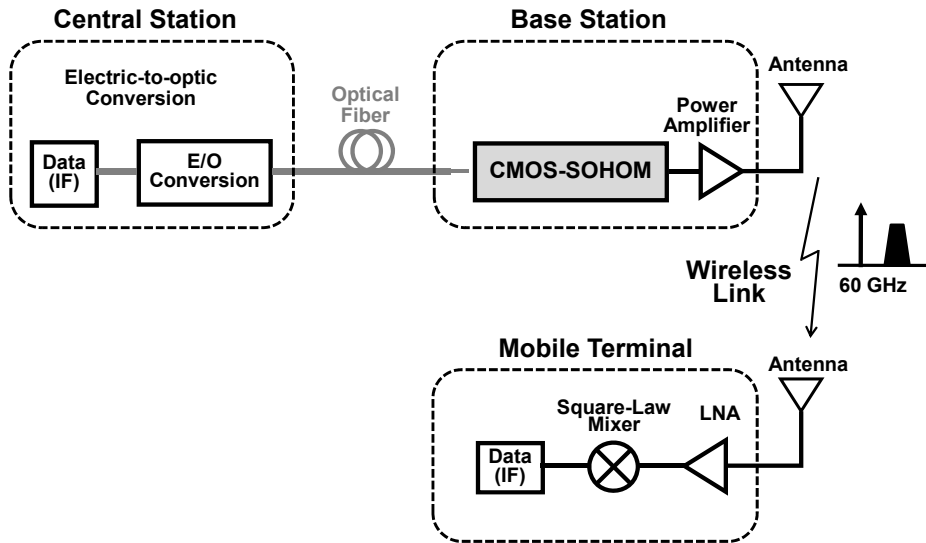 Central Station
Base Station
Electric-to-optic
Conversion
Optical
Fiber
Antenna
Power
Amplifier
Data
(IF)
E/O
Conversion
CMOS-SOHOM
Wireless
Link
60 GHz
Mobile Terminal
Antenna
Square-Law
Mixer
LNA
Data
(IF)